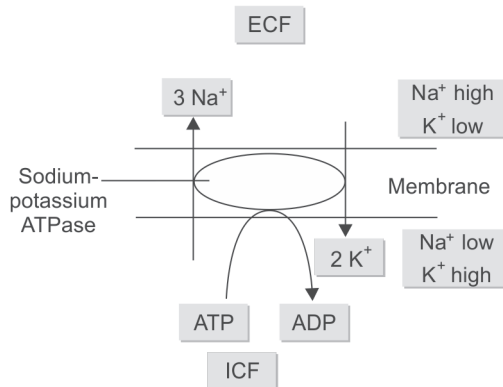 ECF
3 Na⁺
Na⁺ high
K⁺ low
Sodium-
potassium
ATPase
Membrane
2 K⁺
Na⁺ low
K⁺ high
ATP
ADP
ICF